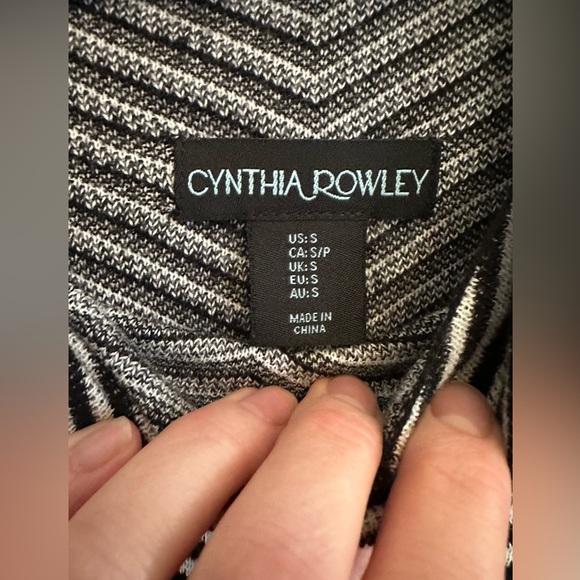 CYNTHIA ROWLEY
US: S
CA: S/P
UK: S
EU: S
AU: S
MADE IN
CHINA